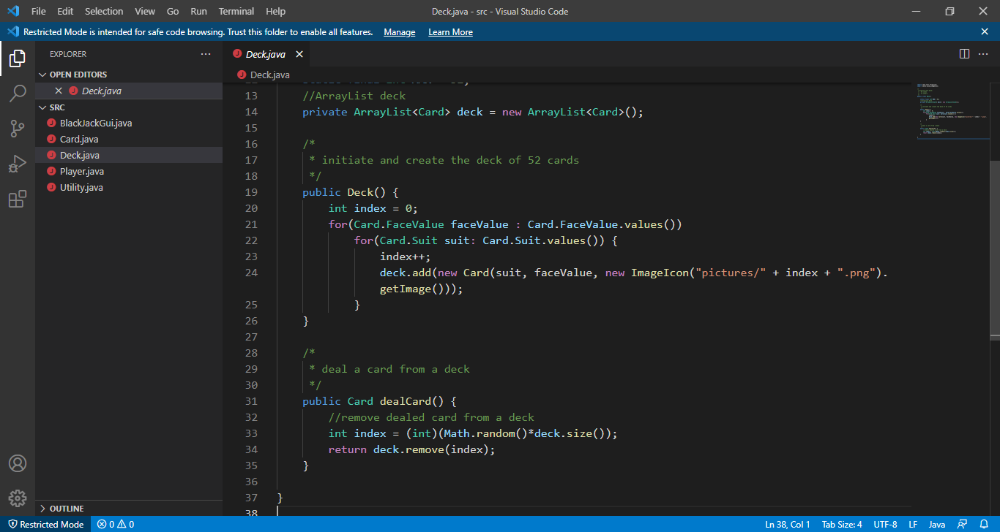 File Edit Selection View Go Run Terminal Help Deck.java - src - Visual Studio Code
Restricted Mode is intended for safe code browsing. Trust this folder to enable all features. Manage Learn More
EXPLORER
OPEN EDITORS
Deck.java
SRC
BlackJackGui.java
Card.java
Deck.java
Player.java
Utility.java
OUTLINE
Deck.java
Deck.java
13 //ArrayList deck
14 private ArrayList<Card> deck = new ArrayList<Card>();
15
16 /*
17 * initiate and create the deck of 52 cards
18 */
19 public Deck() {
20 int index = 0;
21 for(Card.FaceValue faceValue : Card.FaceValue.values())
22 for(Card.Suit suit: Card.Suit.values()) {
23 index++;
24 deck.add(new Card(suit, faceValue, new ImageIcon("pictures/" + index + ".png").
getImage()));
25 }
26 }
27
28 /*
29 * deal a card from a deck
30 */
31 public Card dealCard() {
32 //remove dealed card from a deck
33 int index = (int)(Math.random()*deck.size());
34 return deck.remove(index);
35 }
36
37 }
38
Restricted Mode 0 0 Ln 38, Col 1 Tab Size: 4 UTF-8 LF Java